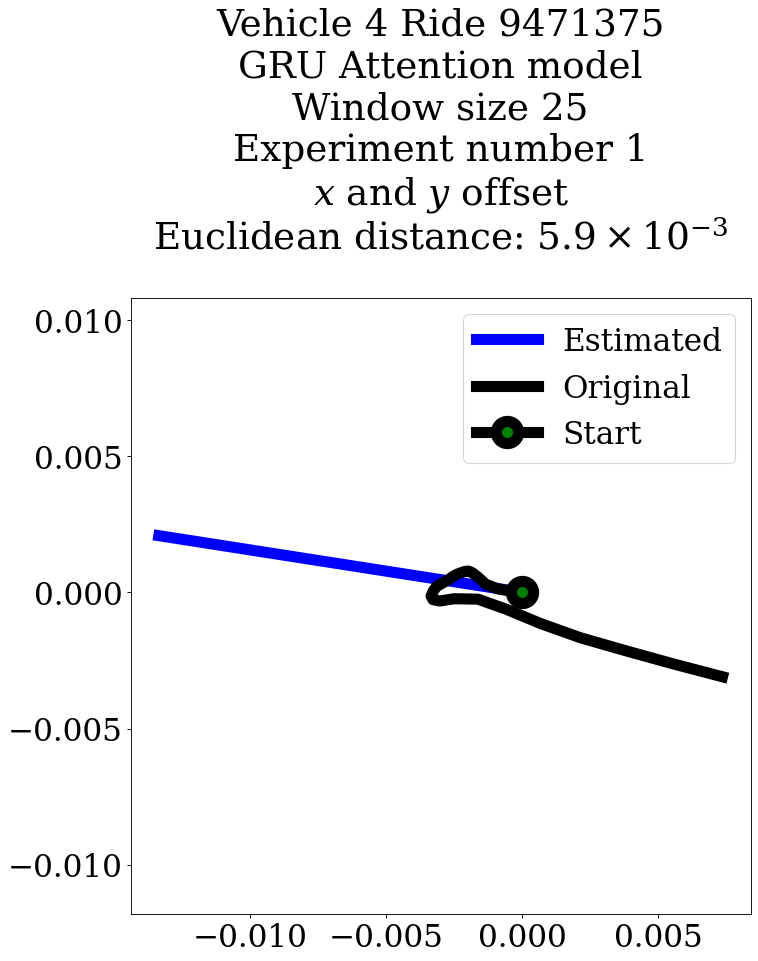 Vehicle 4 Ride 9471375
GRU Attention model
Window size 25
Experiment number 1
x and y offset
Euclidean distance: 5.9 × 10⁻³
Estimated
Original
Start
0.010
0.005
0.000
−0.005
−0.010
−0.010 −0.005 0.000 0.005